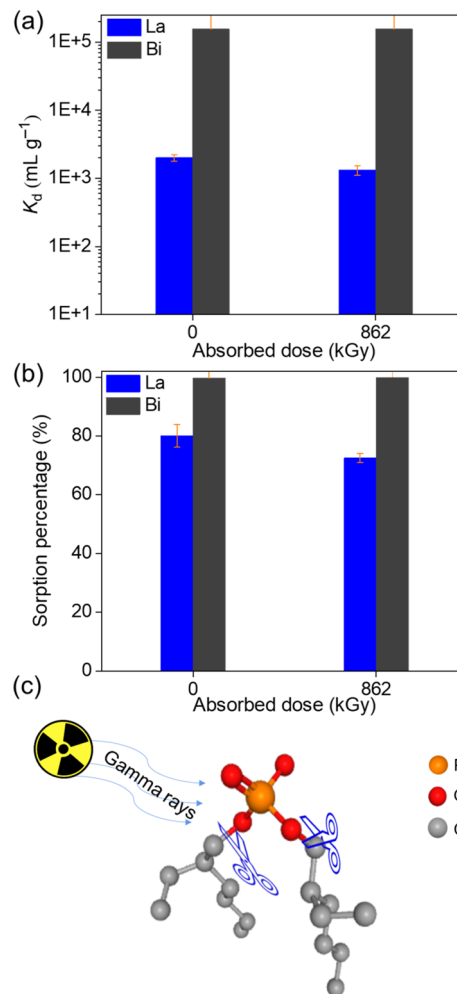 (a)
La
Bi
1E+5
1E+4
1E+3
1E+2
1E+1
Kd (mL g⁻¹)
0
862
Absorbed dose (kGy)
(b)
La
Bi
100
80
60
40
20
0
Sorption percentage (%)
0
862
Absorbed dose (kGy)
(c)
Gamma rays